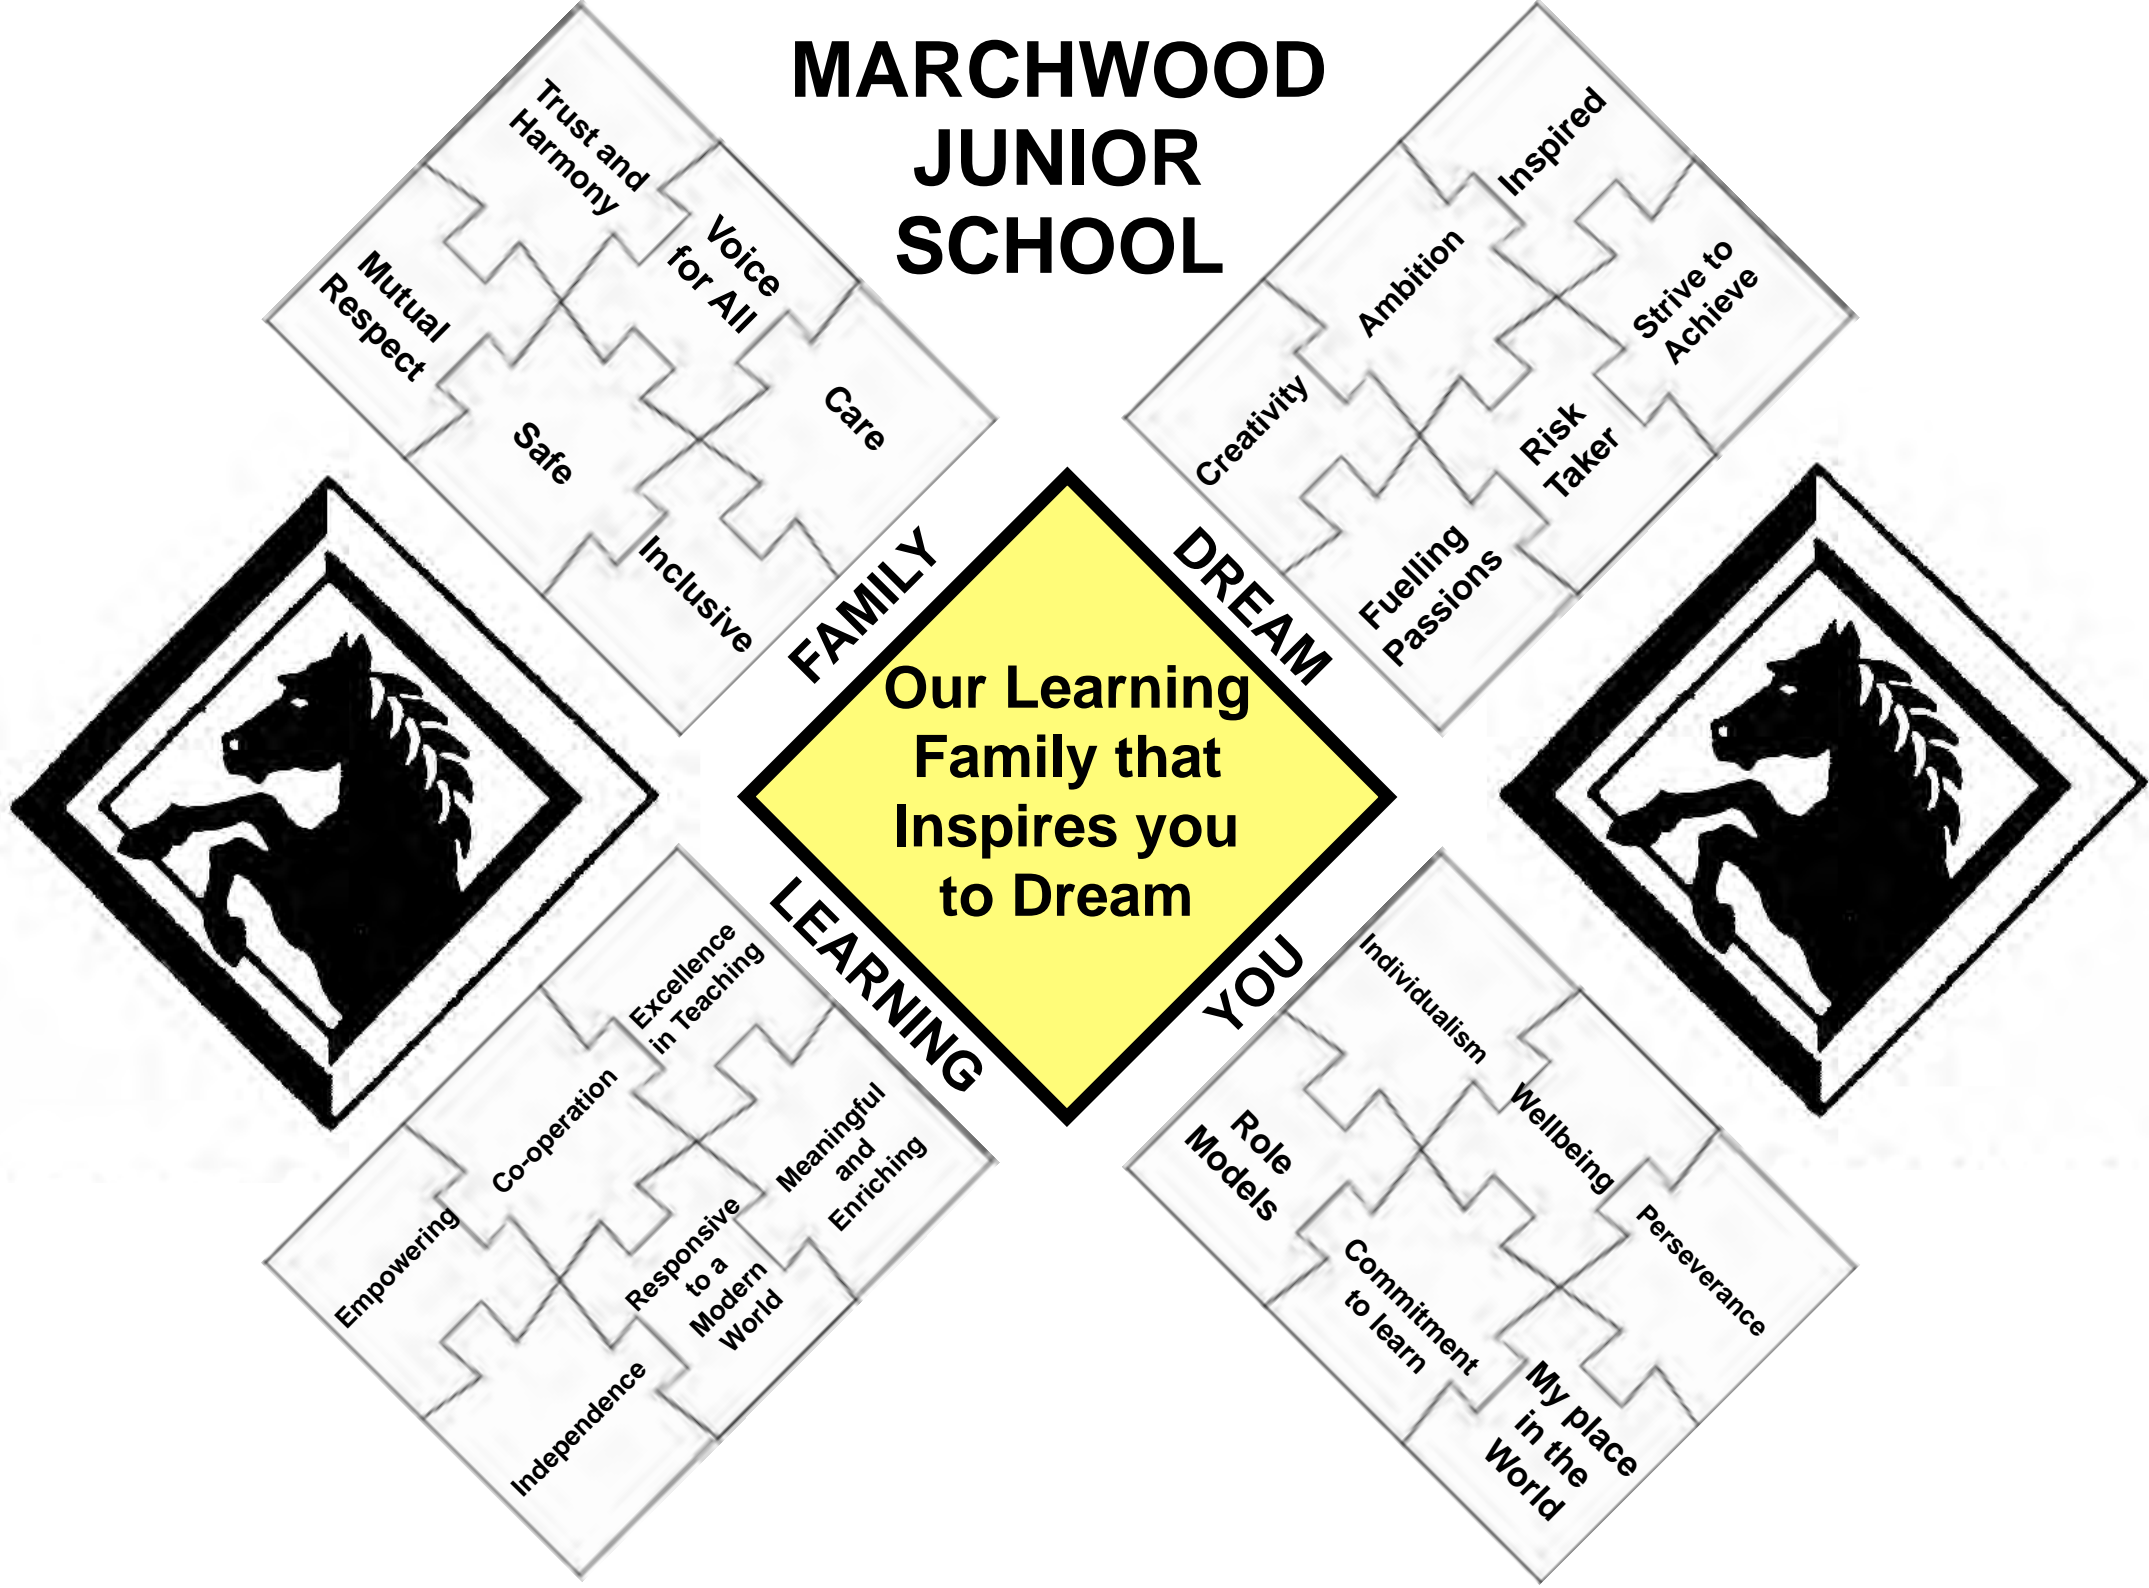 MARCHWOOD
JUNIOR
SCHOOL
Trust and
Harmony
Voice
for All
Mutual
Respect
Care
Safe
Inclusive
FAMILY
Inspired
Ambition
Strive to
Achieve
Creativity
Risk
Taker
Fuelling
Passions
DREAM
Our Learning
Family that
Inspires you
to Dream
LEARNING
Excellence
in Teaching
Co-operation
Meaningful
and
Enriching
Empowering
Responsive
to a
Modern
World
Independence
YOU
Individualism
Wellbeing
Role
Models
Perseverance
Commitment
to learn
My place
in the
World